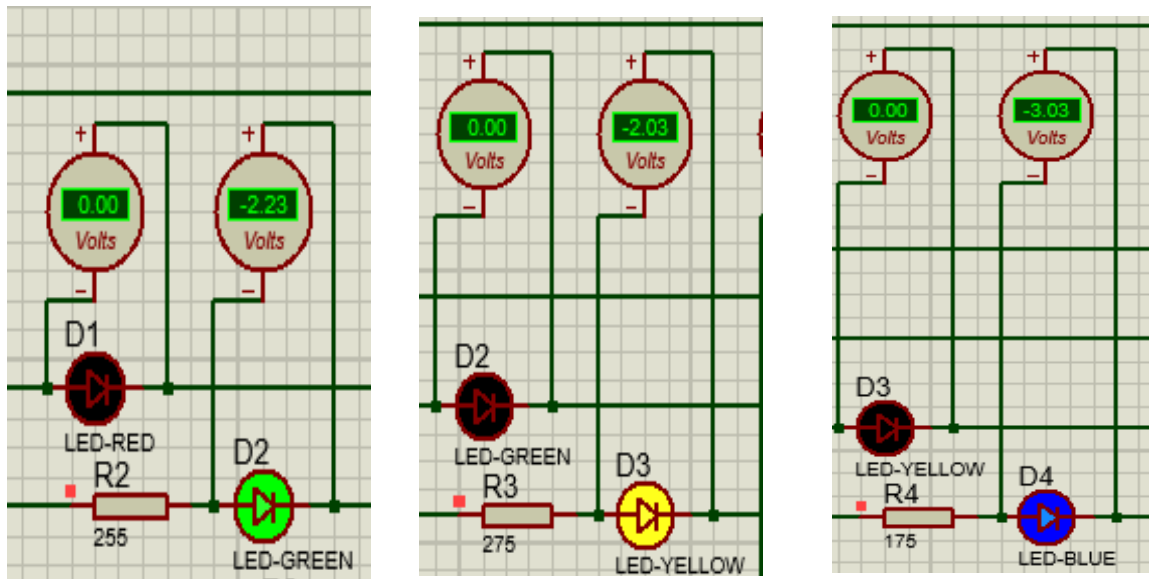 + +
0.00 -2.23
Volts Volts
− −
D1
LED-RED
D2
R2
255
LED-GREEN
+ +
0.00 -2.03
Volts Volts
− −
D2
LED-GREEN
D3
R3
275
LED-YELLOW
+ +
0.00 -3.03
Volts Volts
− −
D3
LED-YELLOW
R4 D4
175
LED-BLUE